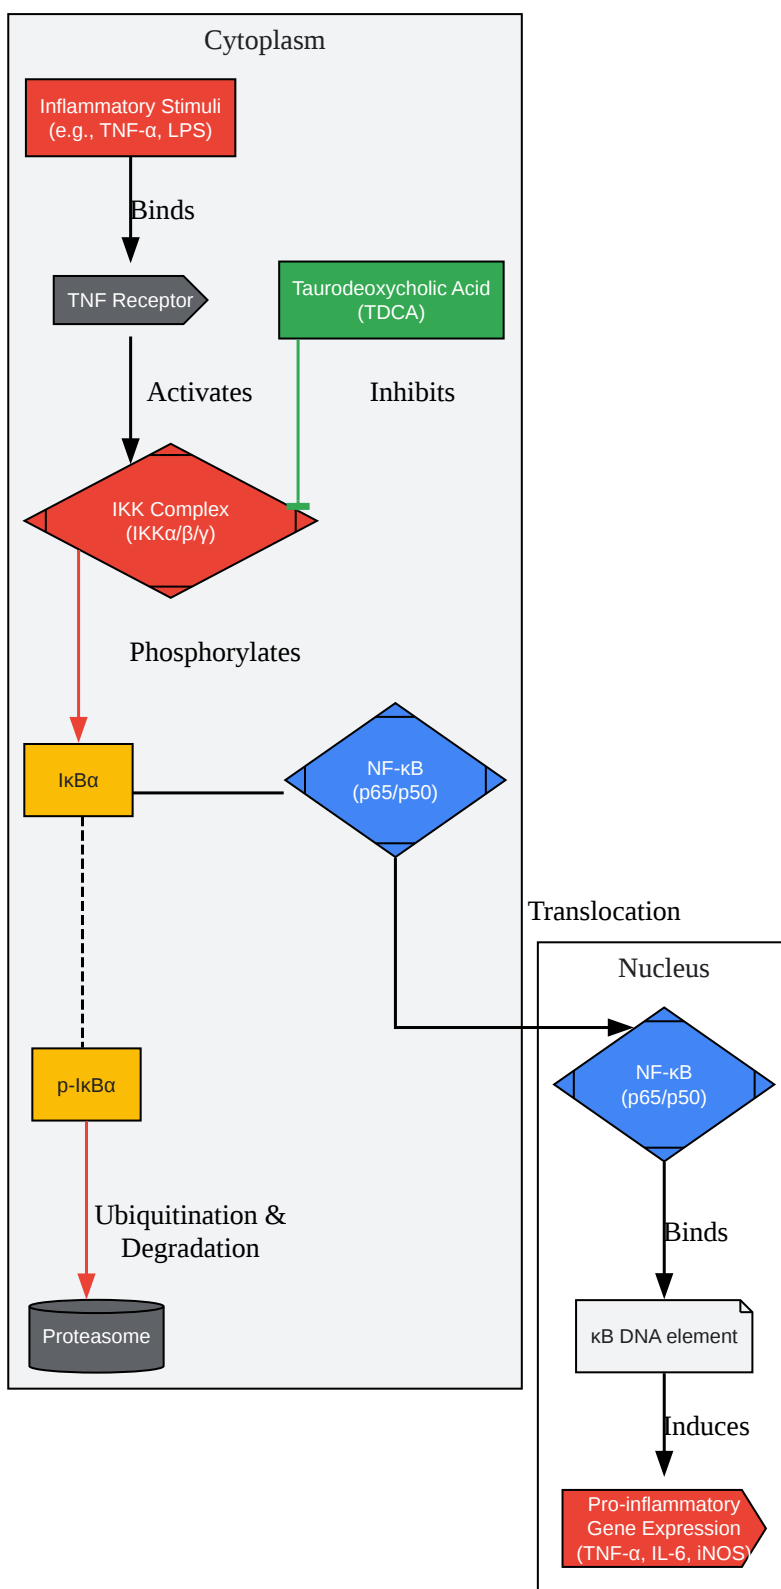 Cytoplasm
Inflammatory Stimuli
(e.g., TNF-α, LPS)
Binds
TNF Receptor
Taurodeoxycholic Acid
(TDCA)
Activates
Inhibits
IKK Complex
(IKKα/β/γ)
Phosphorylates
IκBα
NF-κB
(p65/p50)
Translocation
Nucleus
NF-κB
(p65/p50)
p-IκBα
Ubiquitination &
Degradation
Binds
Proteasome
κB DNA element
Induces
Pro-inflammatory
Gene Expression
(TNF-α, IL-6, iNOS)